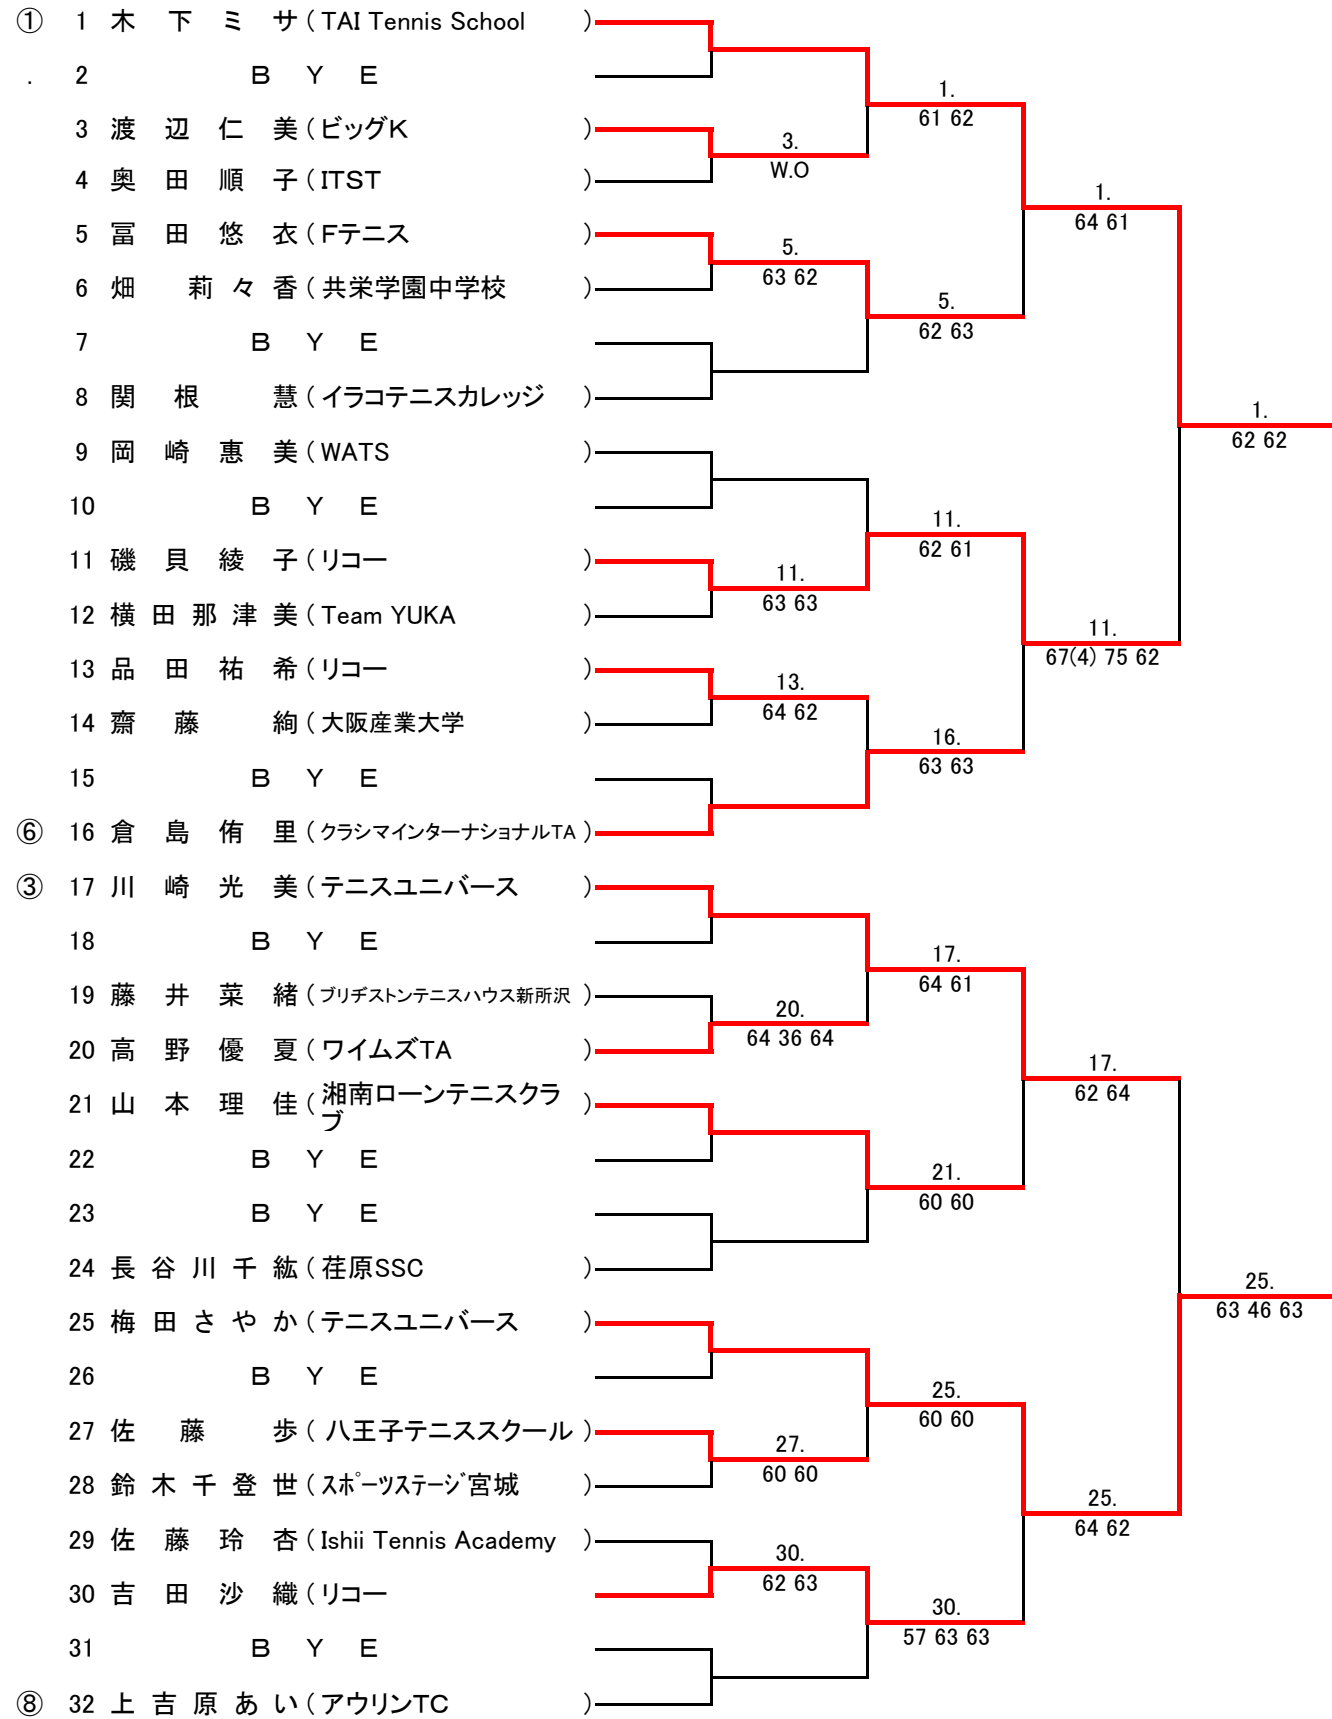 ① 1 木下ミサ(TAI Tennis School)
. 2 BYE
1.
61 62
3 渡辺仁美(ビッグK)
3.
W.O
4 奥田順子(ITST)
1.
64 61
5 冨田悠衣(Fテニス)
5.
63 62
6 畑莉々香(共栄学園中学校)
5.
62 63
7 BYE
8 関根慧(イラコテニスカレッジ)
1.
62 62
9 岡崎惠美(WATS)
10 BYE
11.
62 61
11 磯貝綾子(リコー)
11.
63 63
12 横田那津美(Team YUKA)
11.
67(4) 75 62
13 品田祐希(リコー)
13.
64 62
14 齋藤絢(大阪産業大学)
16.
63 63
15 BYE
⑥ 16 倉島侑里(クラシマインターナショナルTA)
③ 17 川崎光美(テニスユニバース)
18 BYE
17.
64 61
19 藤井菜緒(ブリヂストンテニスハウス新所沢)
20.
64 36 64
20 高野優夏(ワイムズTA)
17.
62 64
21 山本理佳(湘南ローンテニスクラ
ブ)
22 BYE
21.
60 60
23 BYE
24 長谷川千紘(荏原SSC)
25.
63 46 63
25 梅田さやか(テニスユニバース)
26 BYE
25.
60 60
27 佐藤歩(八王子テニススクール)
27.
60 60
28 鈴木千登世(ｽﾎﾟｰﾂｽﾃｰｼﾞ宮城)
25.
64 62
29 佐藤玲杏(Ishii Tennis Academy)
30.
62 63
30 吉田沙織(リコー)
30.
57 63 63
31 BYE
⑧ 32 上吉原あい(アウリンTC)